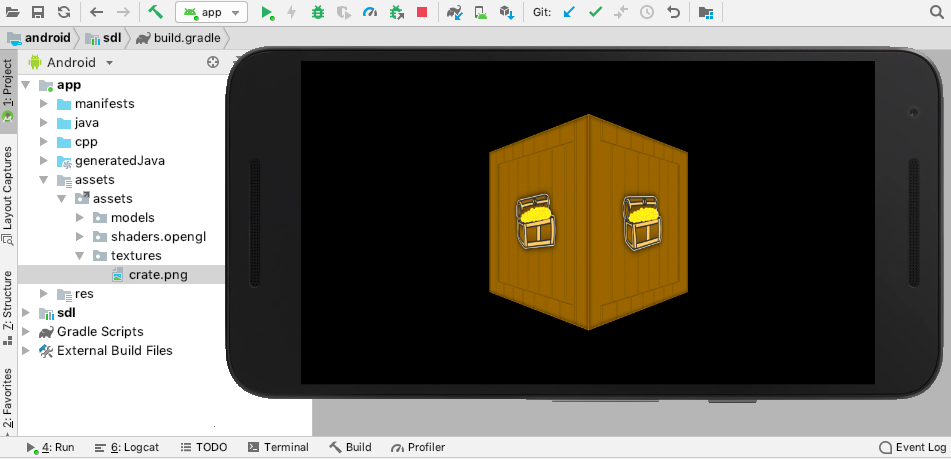 app
Git:
android sdl build.gradle
1: Project
Android
app
manifests
java
cpp
generatedJava
assets
assets
models
shaders.opengl
textures
crate.png
res
sdl
Gradle Scripts
External Build Files
Layout Captures
Z: Structure
2: Favorites
4: Run 6: Logcat TODO Terminal Build Profiler Event Log